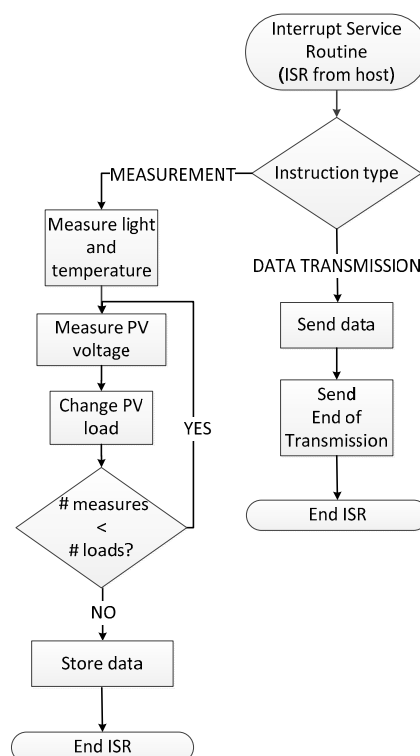 Interrupt Service
Routine
(ISR from host)
Instruction type
MEASUREMENT
Measure light
and
temperature
Measure PV
voltage
Change PV
load
YES
# measures
<
# loads?
NO
Store data
End ISR
DATA TRANSMISSION
Send data
Send
End of
Transmission
End ISR